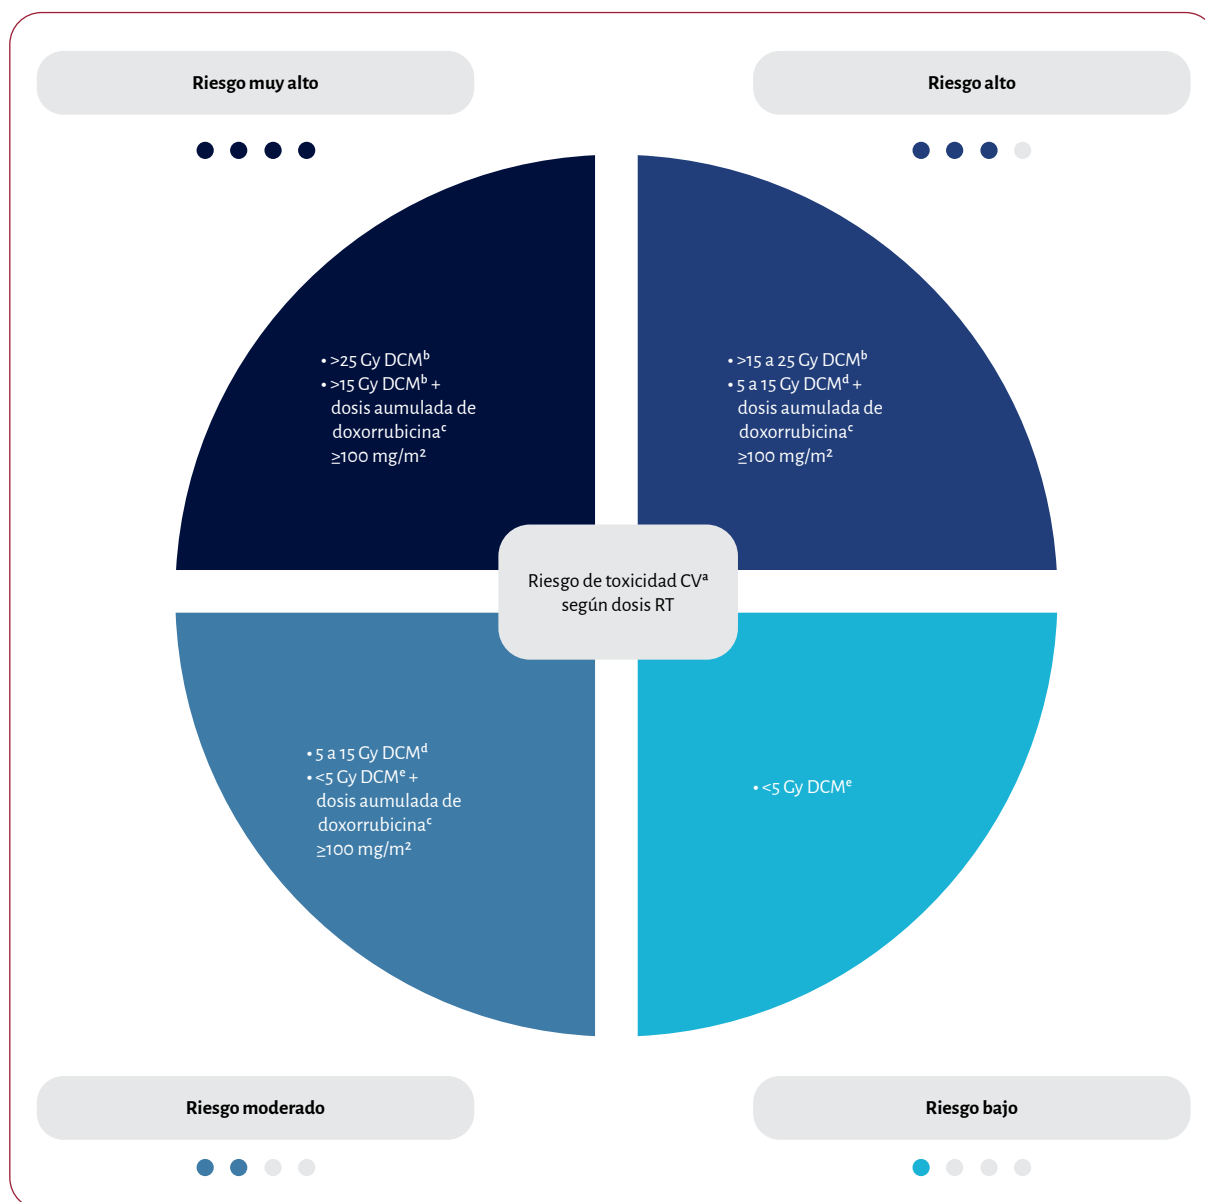 Riesgo muy alto
Riesgo alto
• >25 Gy DCMᵇ
• >15 Gy DCMᵇ +
dosis aumulada de
doxorrubicinaᶜ
≥100 mg/m²
• >15 a 25 Gy DCMᵇ
• 5 a 15 Gy DCMᵈ +
dosis aumulada de
doxorrubicinaᶜ
≥100 mg/m²
Riesgo de toxicidad CVᵃ
según dosis RT
• 5 a 15 Gy DCMᵈ
• <5 Gy DCMᵉ +
dosis aumulada de
doxorrubicinaᶜ
≥100 mg/m²
• <5 Gy DCMᵉ
Riesgo moderado
Riesgo bajo